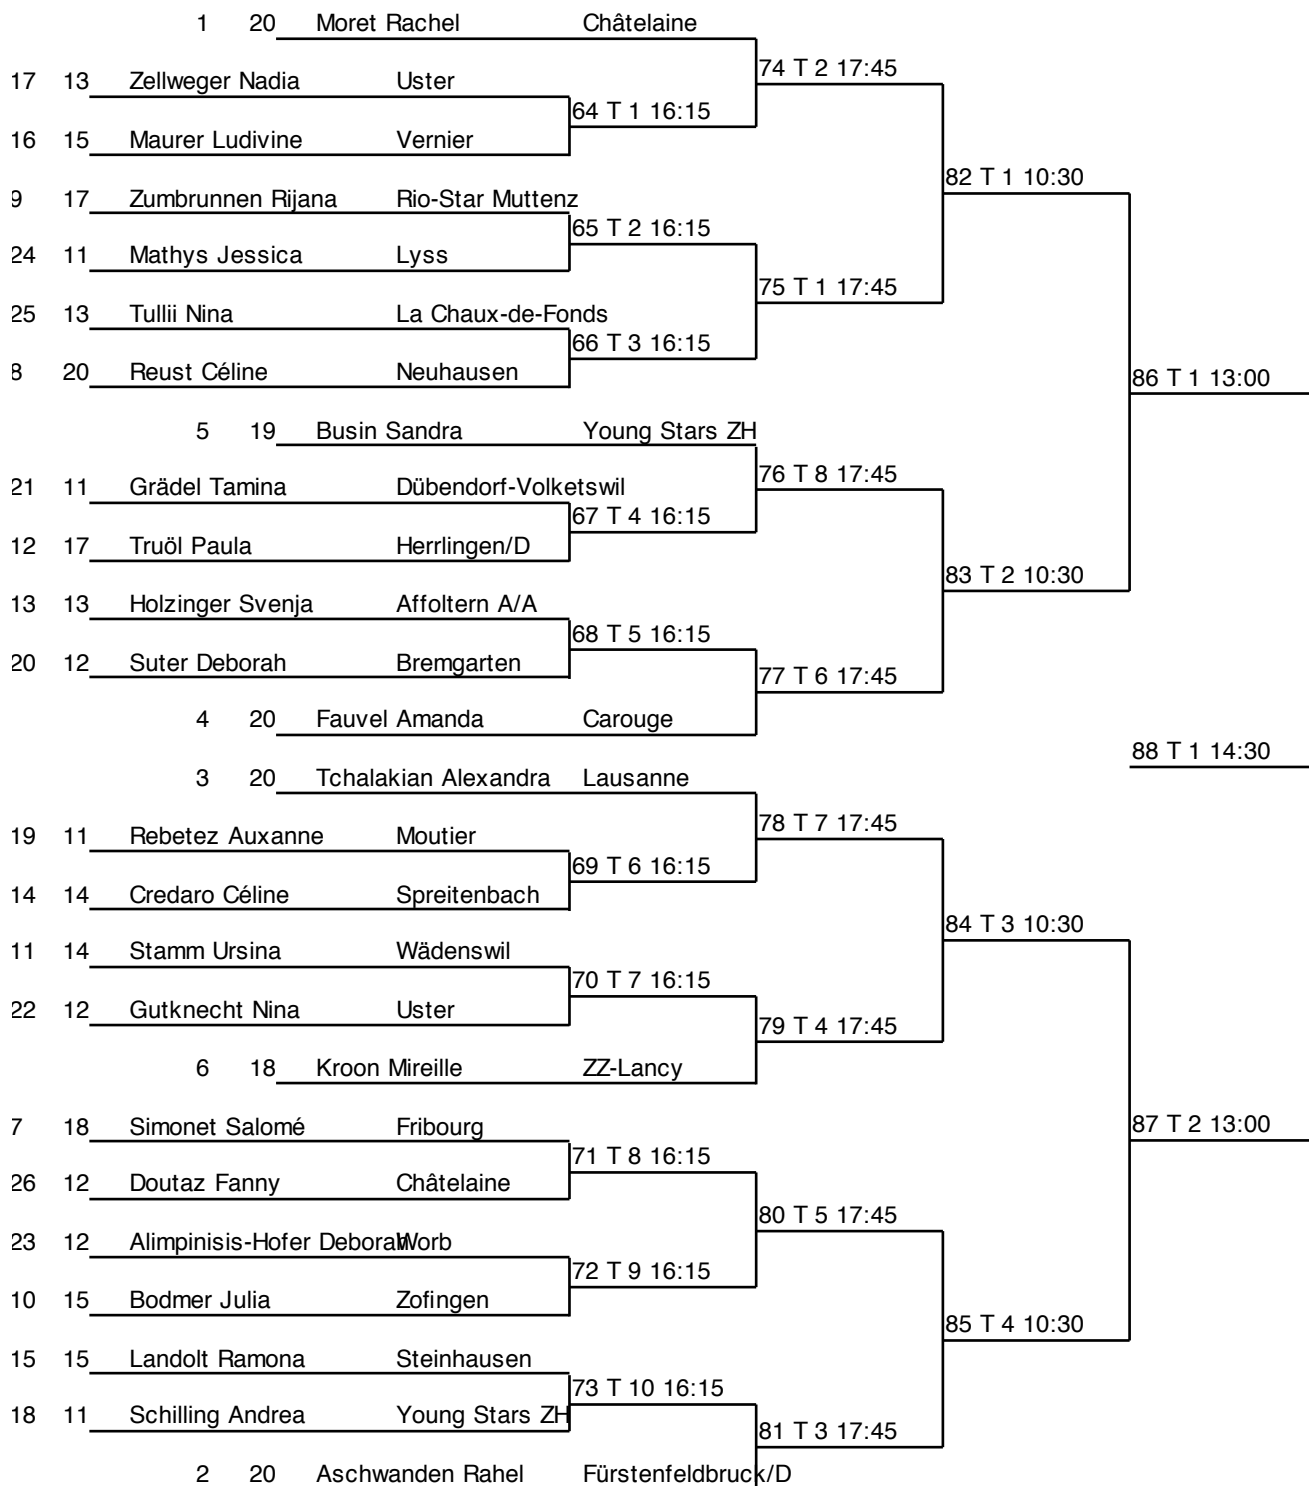 1 20 Moret Rachel Châtelaine
74 T 2 17:45
17 13 Zellweger Nadia Uster
64 T 1 16:15
16 15 Maurer Ludivine Vernier
82 T 1 10:30
9 17 Zumbrunnen Rijana Rio-Star Muttenz
65 T 2 16:15
24 11 Mathys Jessica Lyss
75 T 1 17:45
25 13 Tullii Nina La Chaux-de-Fonds
66 T 3 16:15
8 20 Reust Céline Neuhausen
86 T 1 13:00
5 19 Busin Sandra Young Stars ZH
76 T 8 17:45
21 11 Grädel Tamina Dübendorf-Volketswil
67 T 4 16:15
12 17 Truöl Paula Herrlingen/D
83 T 2 10:30
13 13 Holzinger Svenja Affoltern A/A
68 T 5 16:15
20 12 Suter Deborah Bremgarten
77 T 6 17:45
4 20 Fauvel Amanda Carouge
88 T 1 14:30
3 20 Tchalakian Alexandra Lausanne
78 T 7 17:45
19 11 Rebetez Auxanne Moutier
69 T 6 16:15
14 14 Credaro Céline Spreitenbach
84 T 3 10:30
11 14 Stamm Ursina Wädenswil
70 T 7 16:15
22 12 Gutknecht Nina Uster
79 T 4 17:45
6 18 Kroon Mireille ZZ-Lancy
7 18 Simonet Salomé Fribourg
87 T 2 13:00
71 T 8 16:15
26 12 Doutaz Fanny Châtelaine
80 T 5 17:45
23 12 Alimpinisis-Hofer Deborah Worb
72 T 9 16:15
10 15 Bodmer Julia Zofingen
85 T 4 10:30
15 15 Landolt Ramona Steinhausen
73 T 10 16:15
18 11 Schilling Andrea Young Stars ZH
81 T 3 17:45
2 20 Aschwanden Rahel Fürstenfeldbruck/D